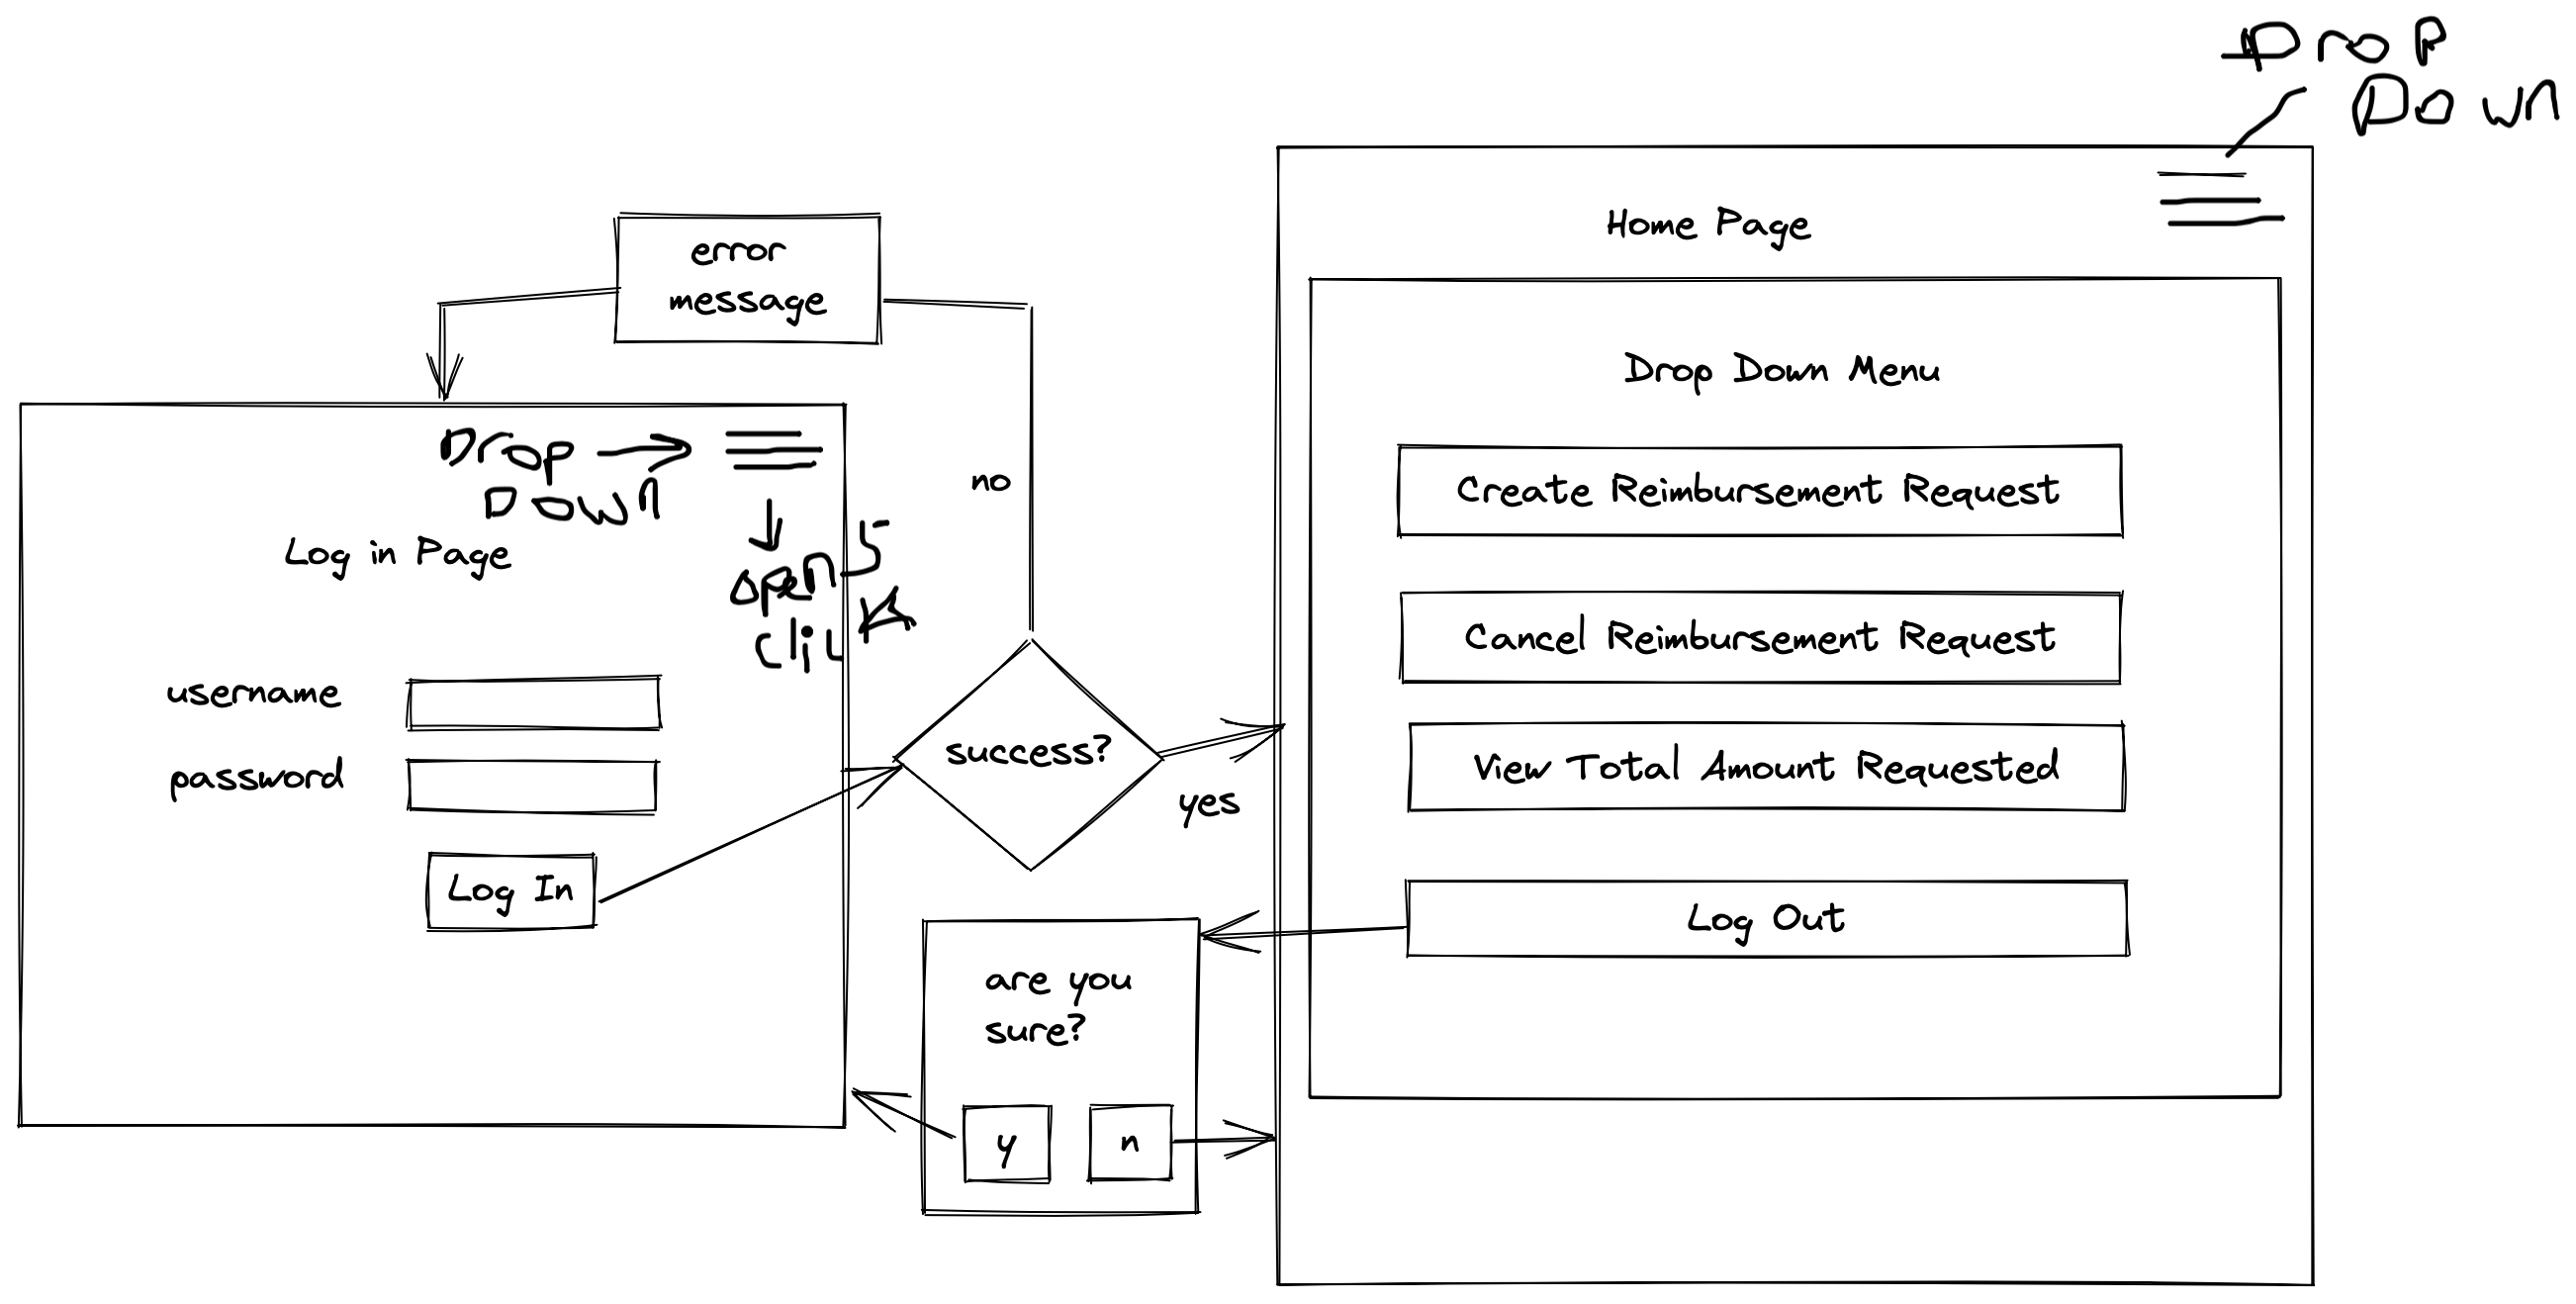 Drop
Down
Home Page
error
message
Drop Down Menu
Drop
Down
Create Reimbursement Request
no
Log in Page
opens
click
Cancel Reimbursement Request
username
success?
View Total Amount Requested
password
yes
Log In
Log Out
are you
sure?
y
n